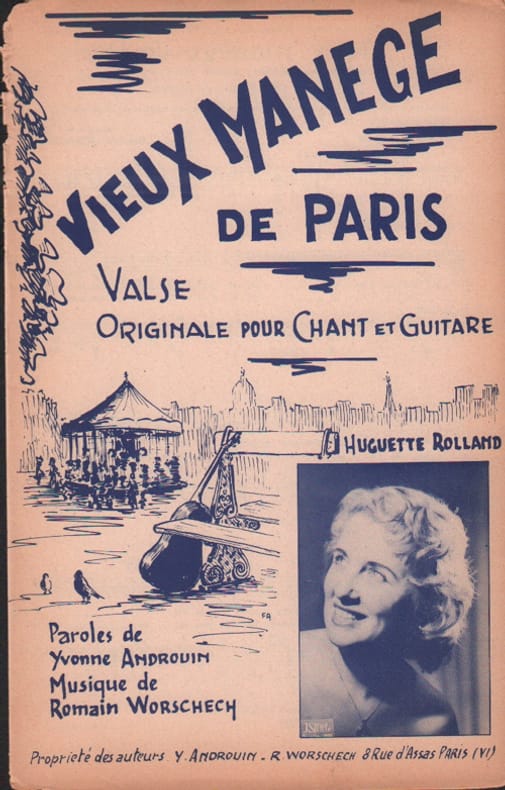 VIEUX MANEGE
DE PARIS
VALSE
ORIGINALE POUR CHANT ET GUITARE
HUGUETTE ROLLAND
FR
Paroles de
Yvonne ANDROUIN
Musique de
Romain WORSCHECH
Propriété des auteurs Y. ANDROUIN - R. WORSCHECH 8 Rue d'Assas PARIS (VI)